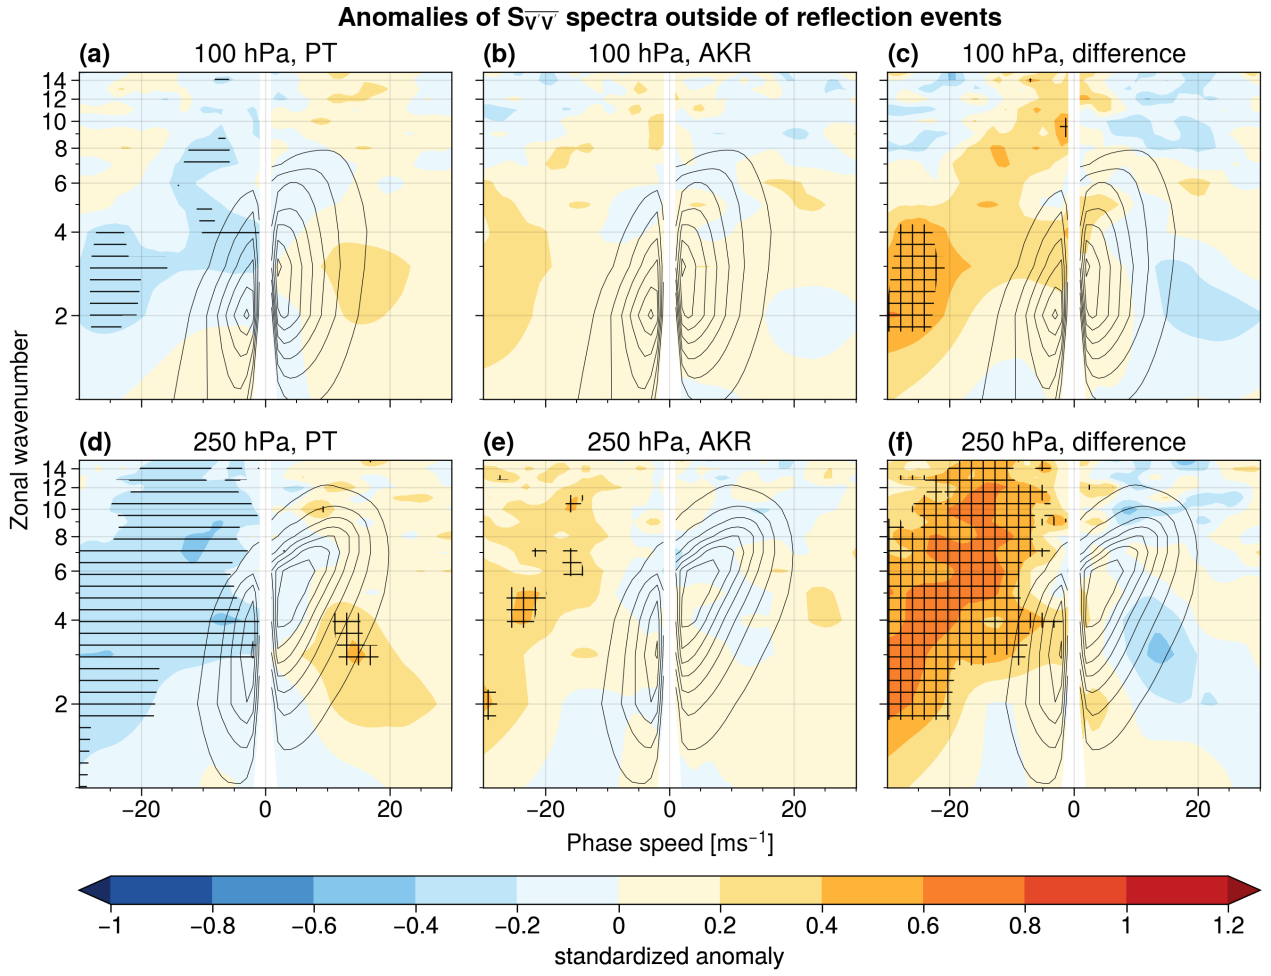 Anomalies of S_{\overline{V′V′}} spectra outside of reflection events
(a) 100 hPa, PT
(b) 100 hPa, AKR
(c) 100 hPa, difference
14
12
10
8
6
4
2
(d) 250 hPa, PT
(e) 250 hPa, AKR
(f) 250 hPa, difference
14
12
10
8
6
4
2
Zonal wavenumber
−20 0 20
−20 0 20
−20 0 20
Phase speed [ms⁻¹]
−1 −0.8 −0.6 −0.4 −0.2 0 0.2 0.4 0.6 0.8 1 1.2
standardized anomaly